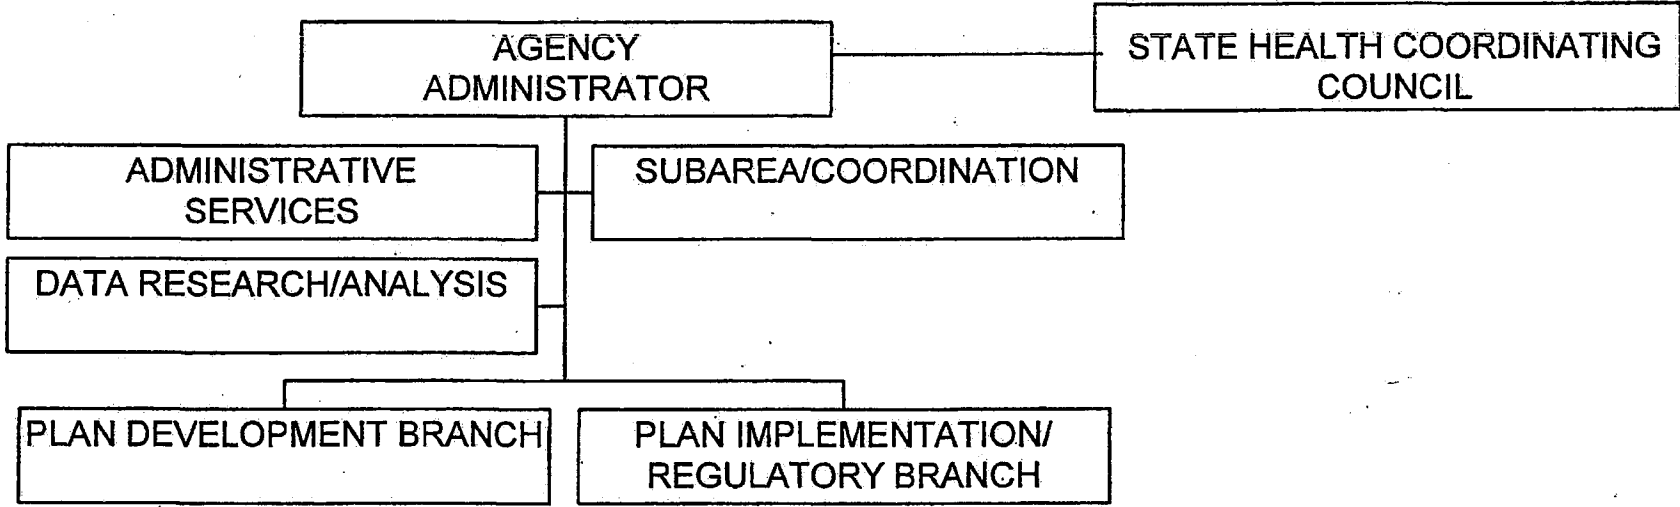 AGENCY
ADMINISTRATOR
STATE HEALTH COORDINATING
COUNCIL
ADMINISTRATIVE
SERVICES
SUBAREA/COORDINATION
DATA RESEARCH/ANALYSIS
PLAN DEVELOPMENT BRANCH
PLAN IMPLEMENTATION/
REGULATORY BRANCH